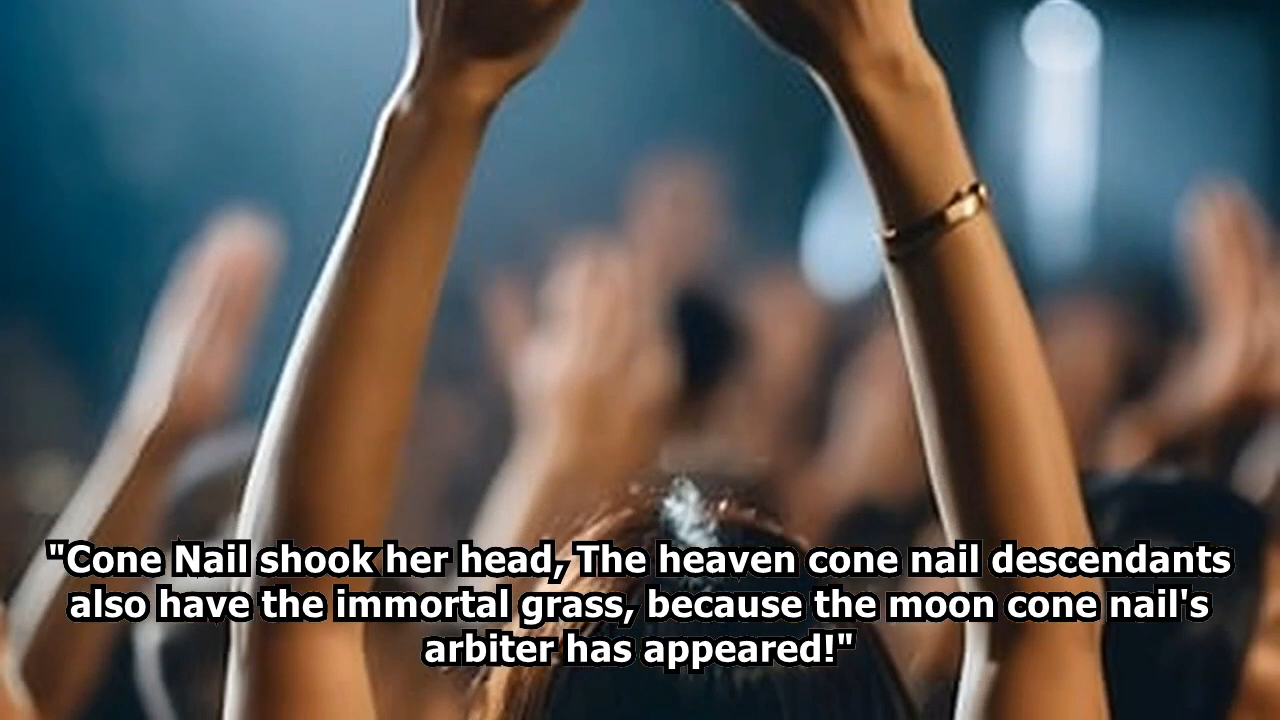 "Cone Nail shook her head, The heaven cone nail descendants
also have the immortal grass, because the moon cone nail's
arbiter has appeared!"